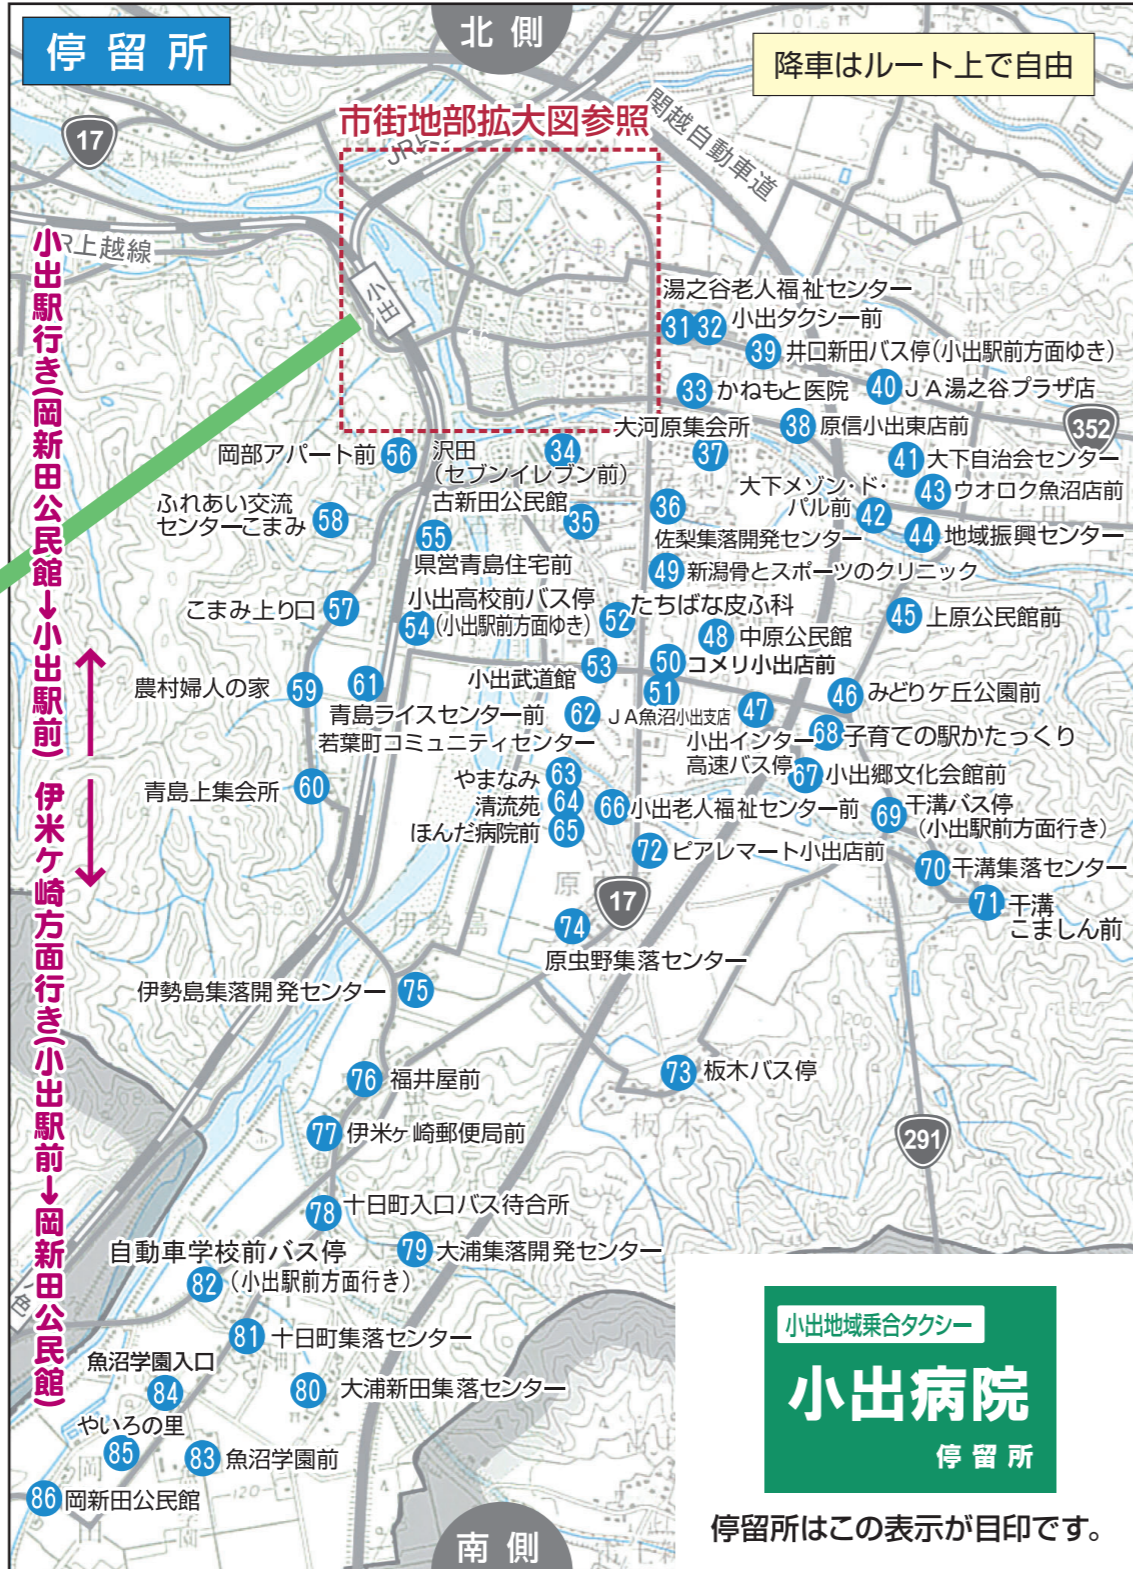 停留所
北側
降車はルート上で自由
市街地部拡大図参照
関越自動車道
17
JR上越線
小出
小出駅行き(岡新田公民館→小出駅前)
伊米ケ崎方面行き(小出駅前→岡新田公民館)
湯之谷老人福祉センター
31 32 小出タクシー前
39 井口新田バス停(小出駅前方面ゆき)
33 かねもと医院
40 JA湯之谷プラザ店
352
大河原集会所
37
38 原信小出東店前
岡部アパート前 56
沢田
(セブンイレブン前)
34
41 大下自治会センター
大下メゾン・ド・
パル前
42
43 ウオロク魚沼店前
ふれあい交流
センターこまみ
58
古新田公民館
35
36
佐梨集落開発センター
44 地域振興センター
55
県営青島住宅前
49 新潟骨とスポーツのクリニック
こまみ上り口 57
小出高校前バス停
54 (小出駅前方面ゆき)
52 たちばな皮ふ科
48 中原公民館
45 上原公民館前
小出武道館 53
50 コメリ小出店前
農村婦人の家 59
61
青島ライスセンター前
51
JA魚沼小出支店
47
小出インター
高速バス停
46 みどりケ丘公園前
62
若葉町コミュニティセンター
68 子育ての駅かたっくり
青島上集会所 60
やまなみ 63
清流苑 64
ほんだ病院前 65
66 小出老人福祉センター前
67 小出郷文化会館前
69 干溝バス停
(小出駅前方面行き)
72 ピアレマート小出店前
70 干溝集落センター
71 干溝
こましん前
原
17
伊勢島
74
原虫野集落センター
伊勢島集落開発センター 75
76 福井屋前
73 板木バス停
板木
77 伊米ヶ崎郵便局前
291
78 十日町入口バス待合所
自動車学校前バス停
82 (小出駅前方面行き)
79 大浦集落開発センター
81 十日町集落センター
魚沼学園入口
84
80 大浦新田集落センター
やいろの里
85
83 魚沼学園前
86 岡新田公民館
南側
小出地域乗合タクシー
小出病院
停留所
停留所はこの表示が目印です。